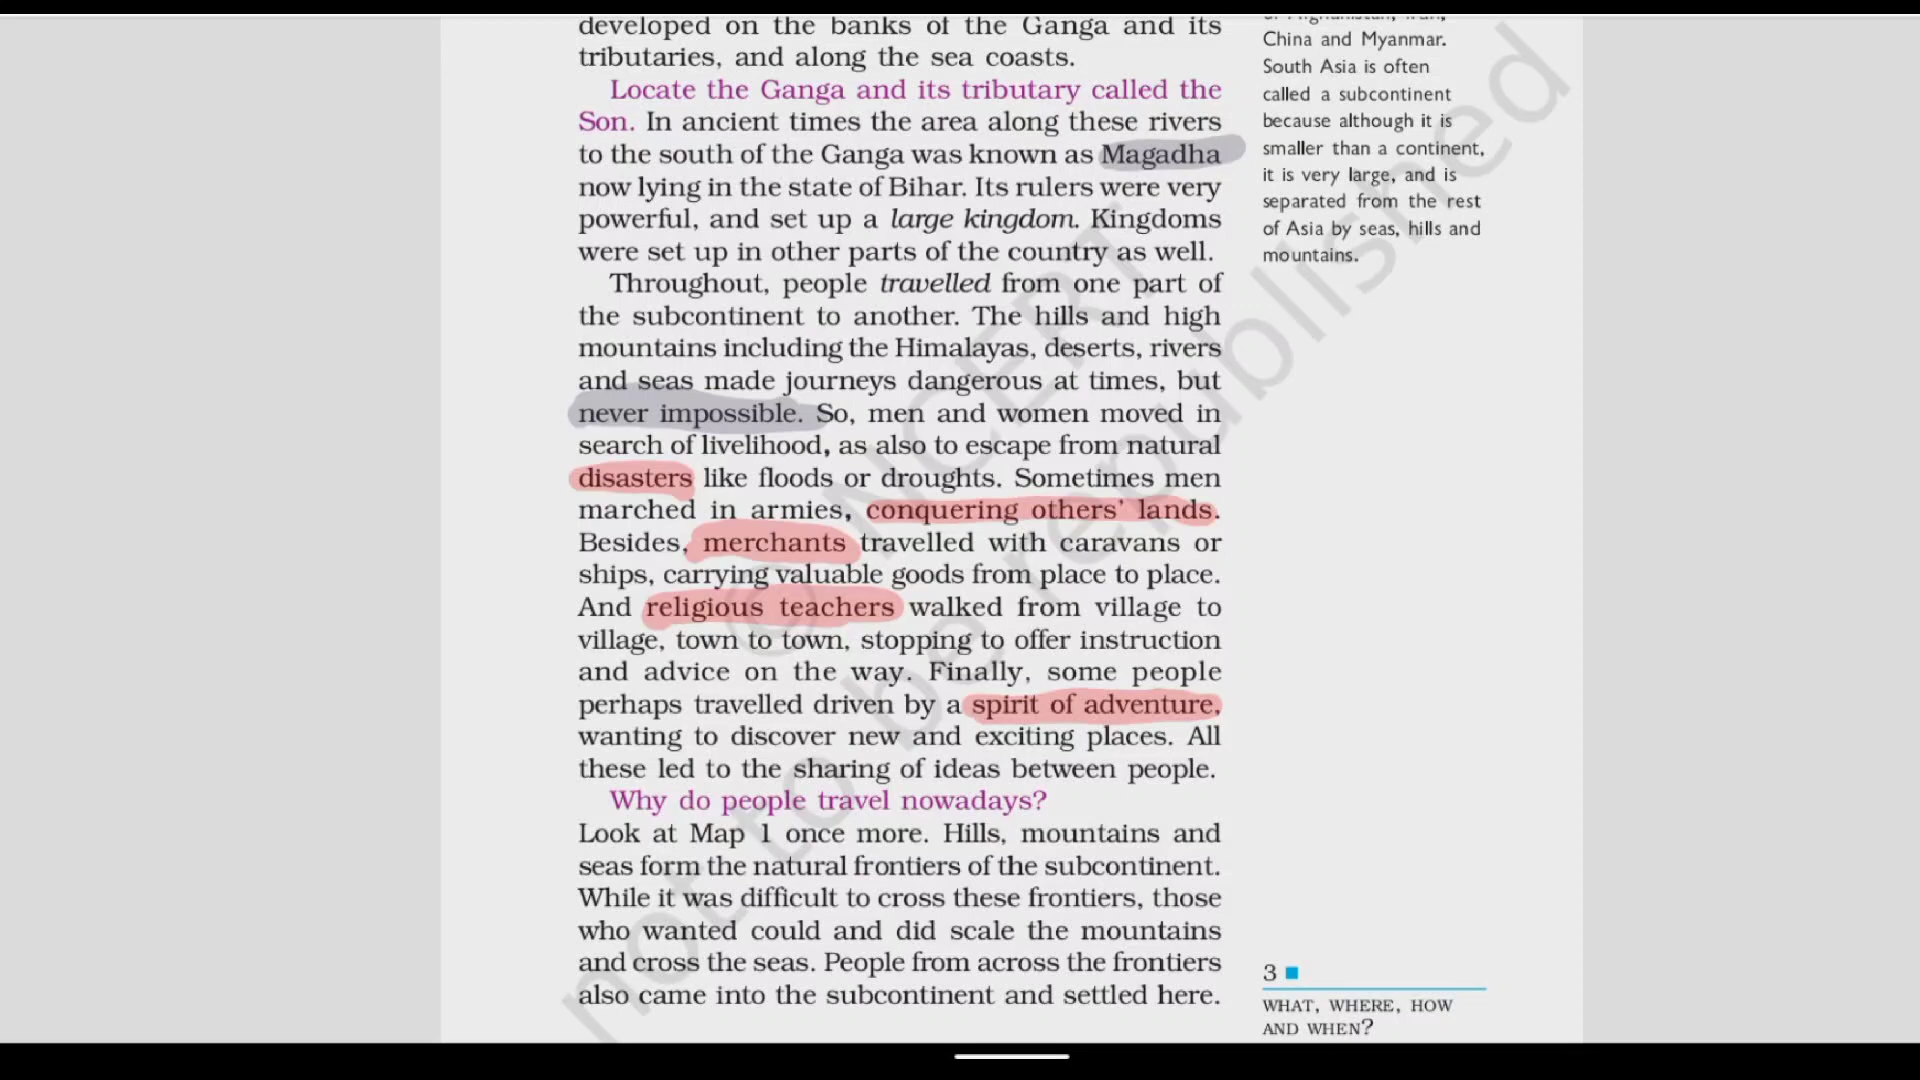 developed on the banks of the Ganga and its
tributaries, and along the sea coasts.
Locate the Ganga and its tributary called the
Son. In ancient times the area along these rivers
to the south of the Ganga was known as Magadha
now lying in the state of Bihar. Its rulers were very
powerful, and set up a large kingdom. Kingdoms
were set up in other parts of the country as well.
Throughout, people travelled from one part of
the subcontinent to another. The hills and high
mountains including the Himalayas, deserts, rivers
and seas made journeys dangerous at times, but
never impossible. So, men and women moved in
search of livelihood, as also to escape from natural
disasters like floods or droughts. Sometimes men
marched in armies, conquering others' lands.
Besides, merchants travelled with caravans or
ships, carrying valuable goods from place to place.
And religious teachers walked from village to
village, town to town, stopping to offer instruction
and advice on the way. Finally, some people
perhaps travelled driven by a spirit of adventure,
wanting to discover new and exciting places. All
these led to the sharing of ideas between people.
Why do people travel nowadays?
Look at Map 1 once more. Hills, mountains and
seas form the natural frontiers of the subcontinent.
While it was difficult to cross these frontiers, those
who wanted could and did scale the mountains
and cross the seas. People from across the frontiers
also came into the subcontinent and settled here.
China and Myanmar.
South Asia is often
called a subcontinent
because although it is
smaller than a continent,
it is very large, and is
separated from the rest
of Asia by seas, hills and
mountains.
3
WHAT, WHERE, HOW
AND WHEN?
© NCERT
not to be republished